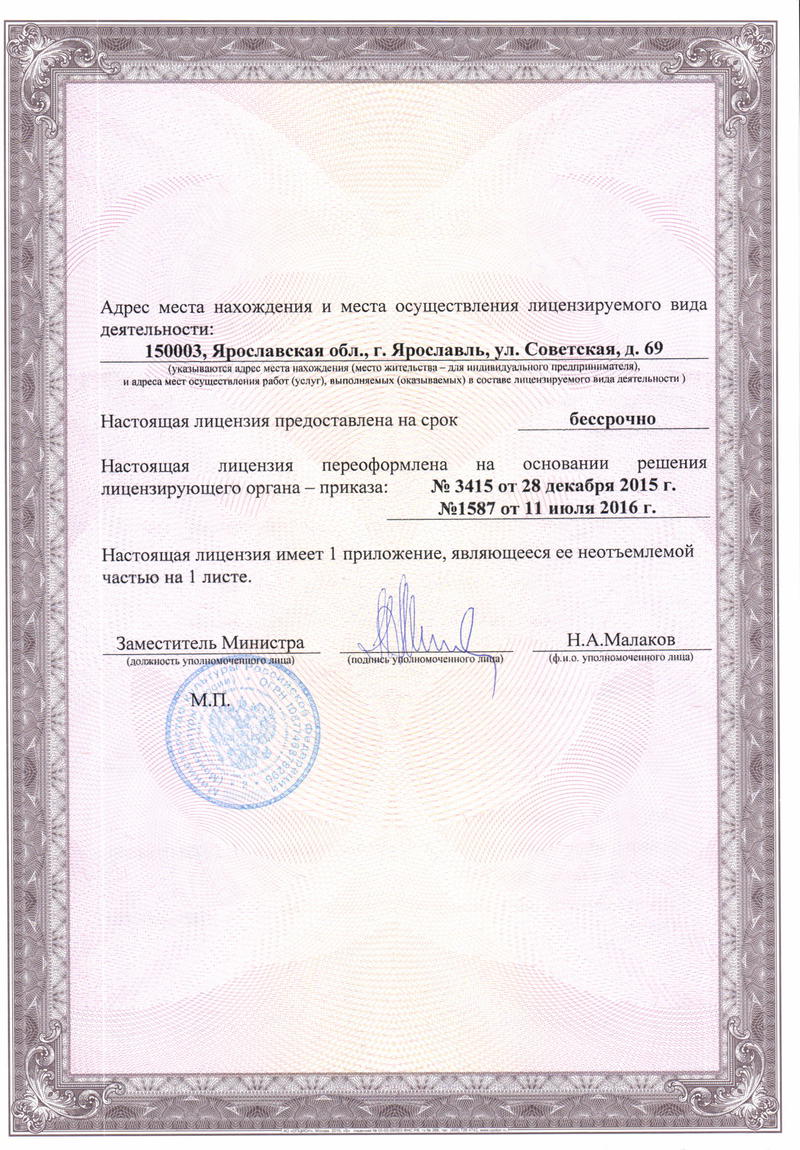 Адрес места нахождения и места осуществления лицензируемого вида
деятельности:
150003, Ярославская обл., г. Ярославль, ул. Советская, д. 69
(указываются адрес места нахождения (место жительства – для индивидуального предпринимателя),
и адреса мест осуществления работ (услуг), выполняемых (оказываемых) в составе лицензируемого вида деятельности )
Настоящая лицензия предоставлена на срок бессрочно
Настоящая лицензия переоформлена на основании решения
лицензирующего органа – приказа: № 3415 от 28 декабря 2015 г.
№1587 от 11 июля 2016 г.
Настоящая лицензия имеет 1 приложение, являющееся ее неотъемлемой
частью на 1 листе.
Заместитель Министра Н.А.Малаков
(должность уполномоченного лица) (подпись уполномоченного лица) (ф.и.о. уполномоченного лица)
М.П.
Министерство культуры Российской Федерации